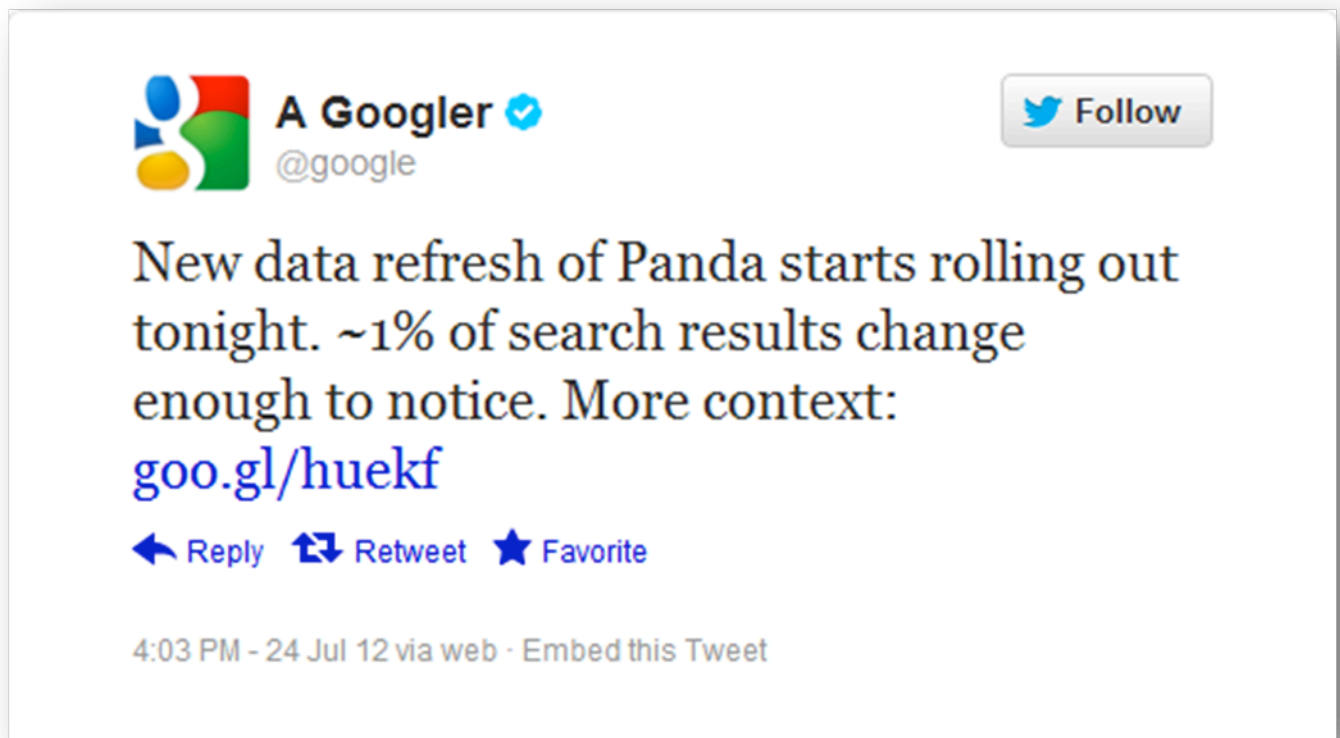 A Googler
@google
Follow
New data refresh of Panda starts rolling out
tonight. ~1% of search results change
enough to notice. More context:
goo.gl/huekf
Reply Retweet Favorite
4:03 PM - 24 Jul 12 via web · Embed this Tweet